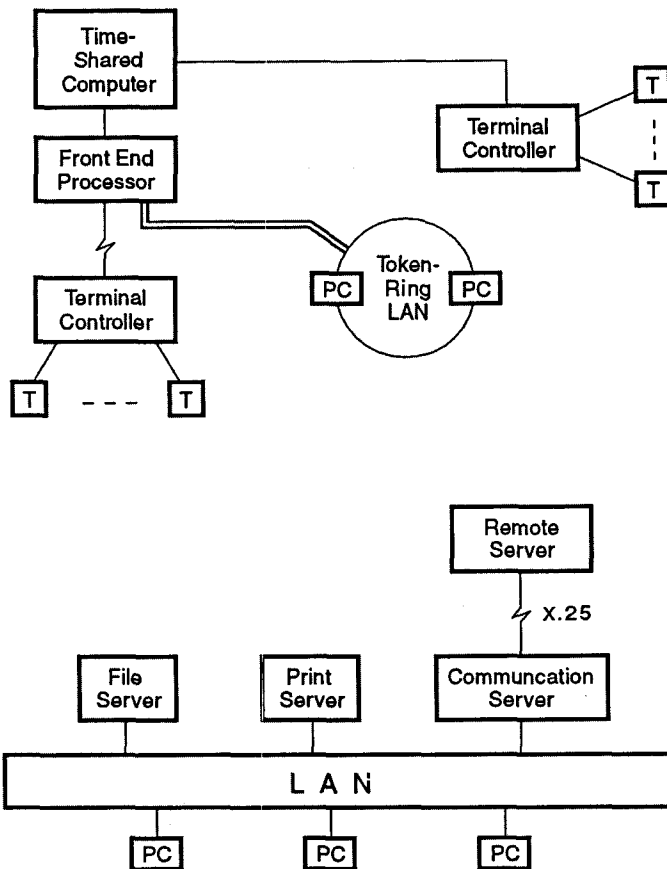 Time-
Shared
Computer
T
Terminal
Controller
T
Front End
Processor
Token-
Ring
LAN
PC
PC
Terminal
Controller
T
T
Remote
Server
X.25
File
Server
Print
Server
Communcation
Server
L A N
PC
PC
PC